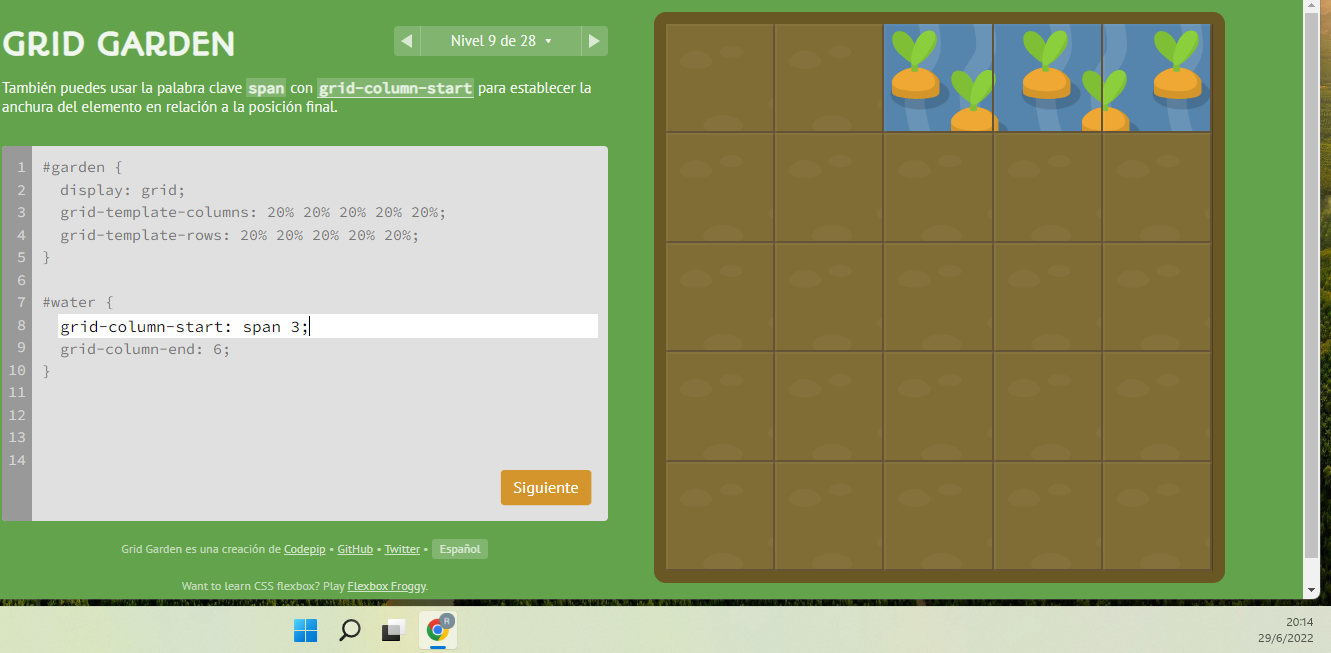 GRID GARDEN
◀ Nivel 9 de 28 ▾ ▶
También puedes usar la palabra clave span con grid-column-start para establecer la
anchura del elemento en relación a la posición final.
1 #garden {
2 display: grid;
3 grid-template-columns: 20% 20% 20% 20% 20%;
4 grid-template-rows: 20% 20% 20% 20% 20%;
5 }
6
7 #water {
8 grid-column-start: span 3;
9 grid-column-end: 6;
10 }
11
12
13
14
Siguiente
Grid Garden es una creación de Codepip • GitHub • Twitter • Español
Want to learn CSS flexbox? Play Flexbox Froggy.
R
20:14
29/6/2022